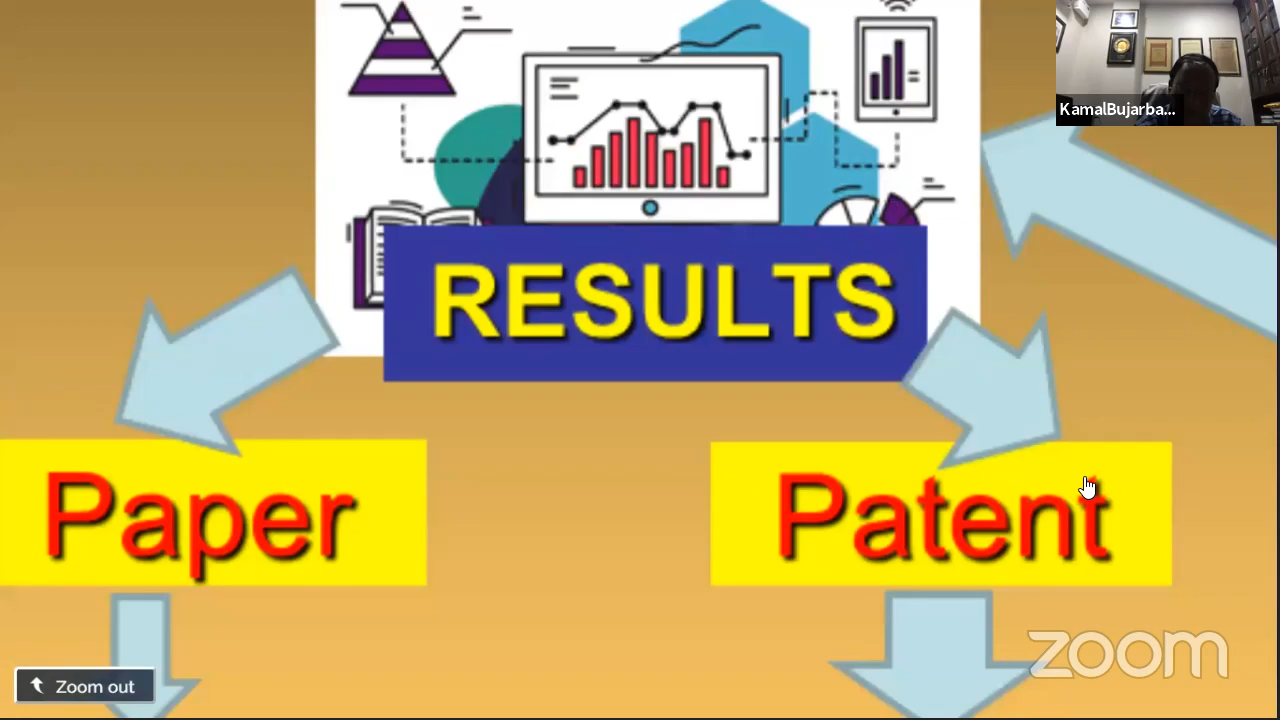 KamalBujarba...
RESULTS
Paper
Patent
zoom
Zoom out